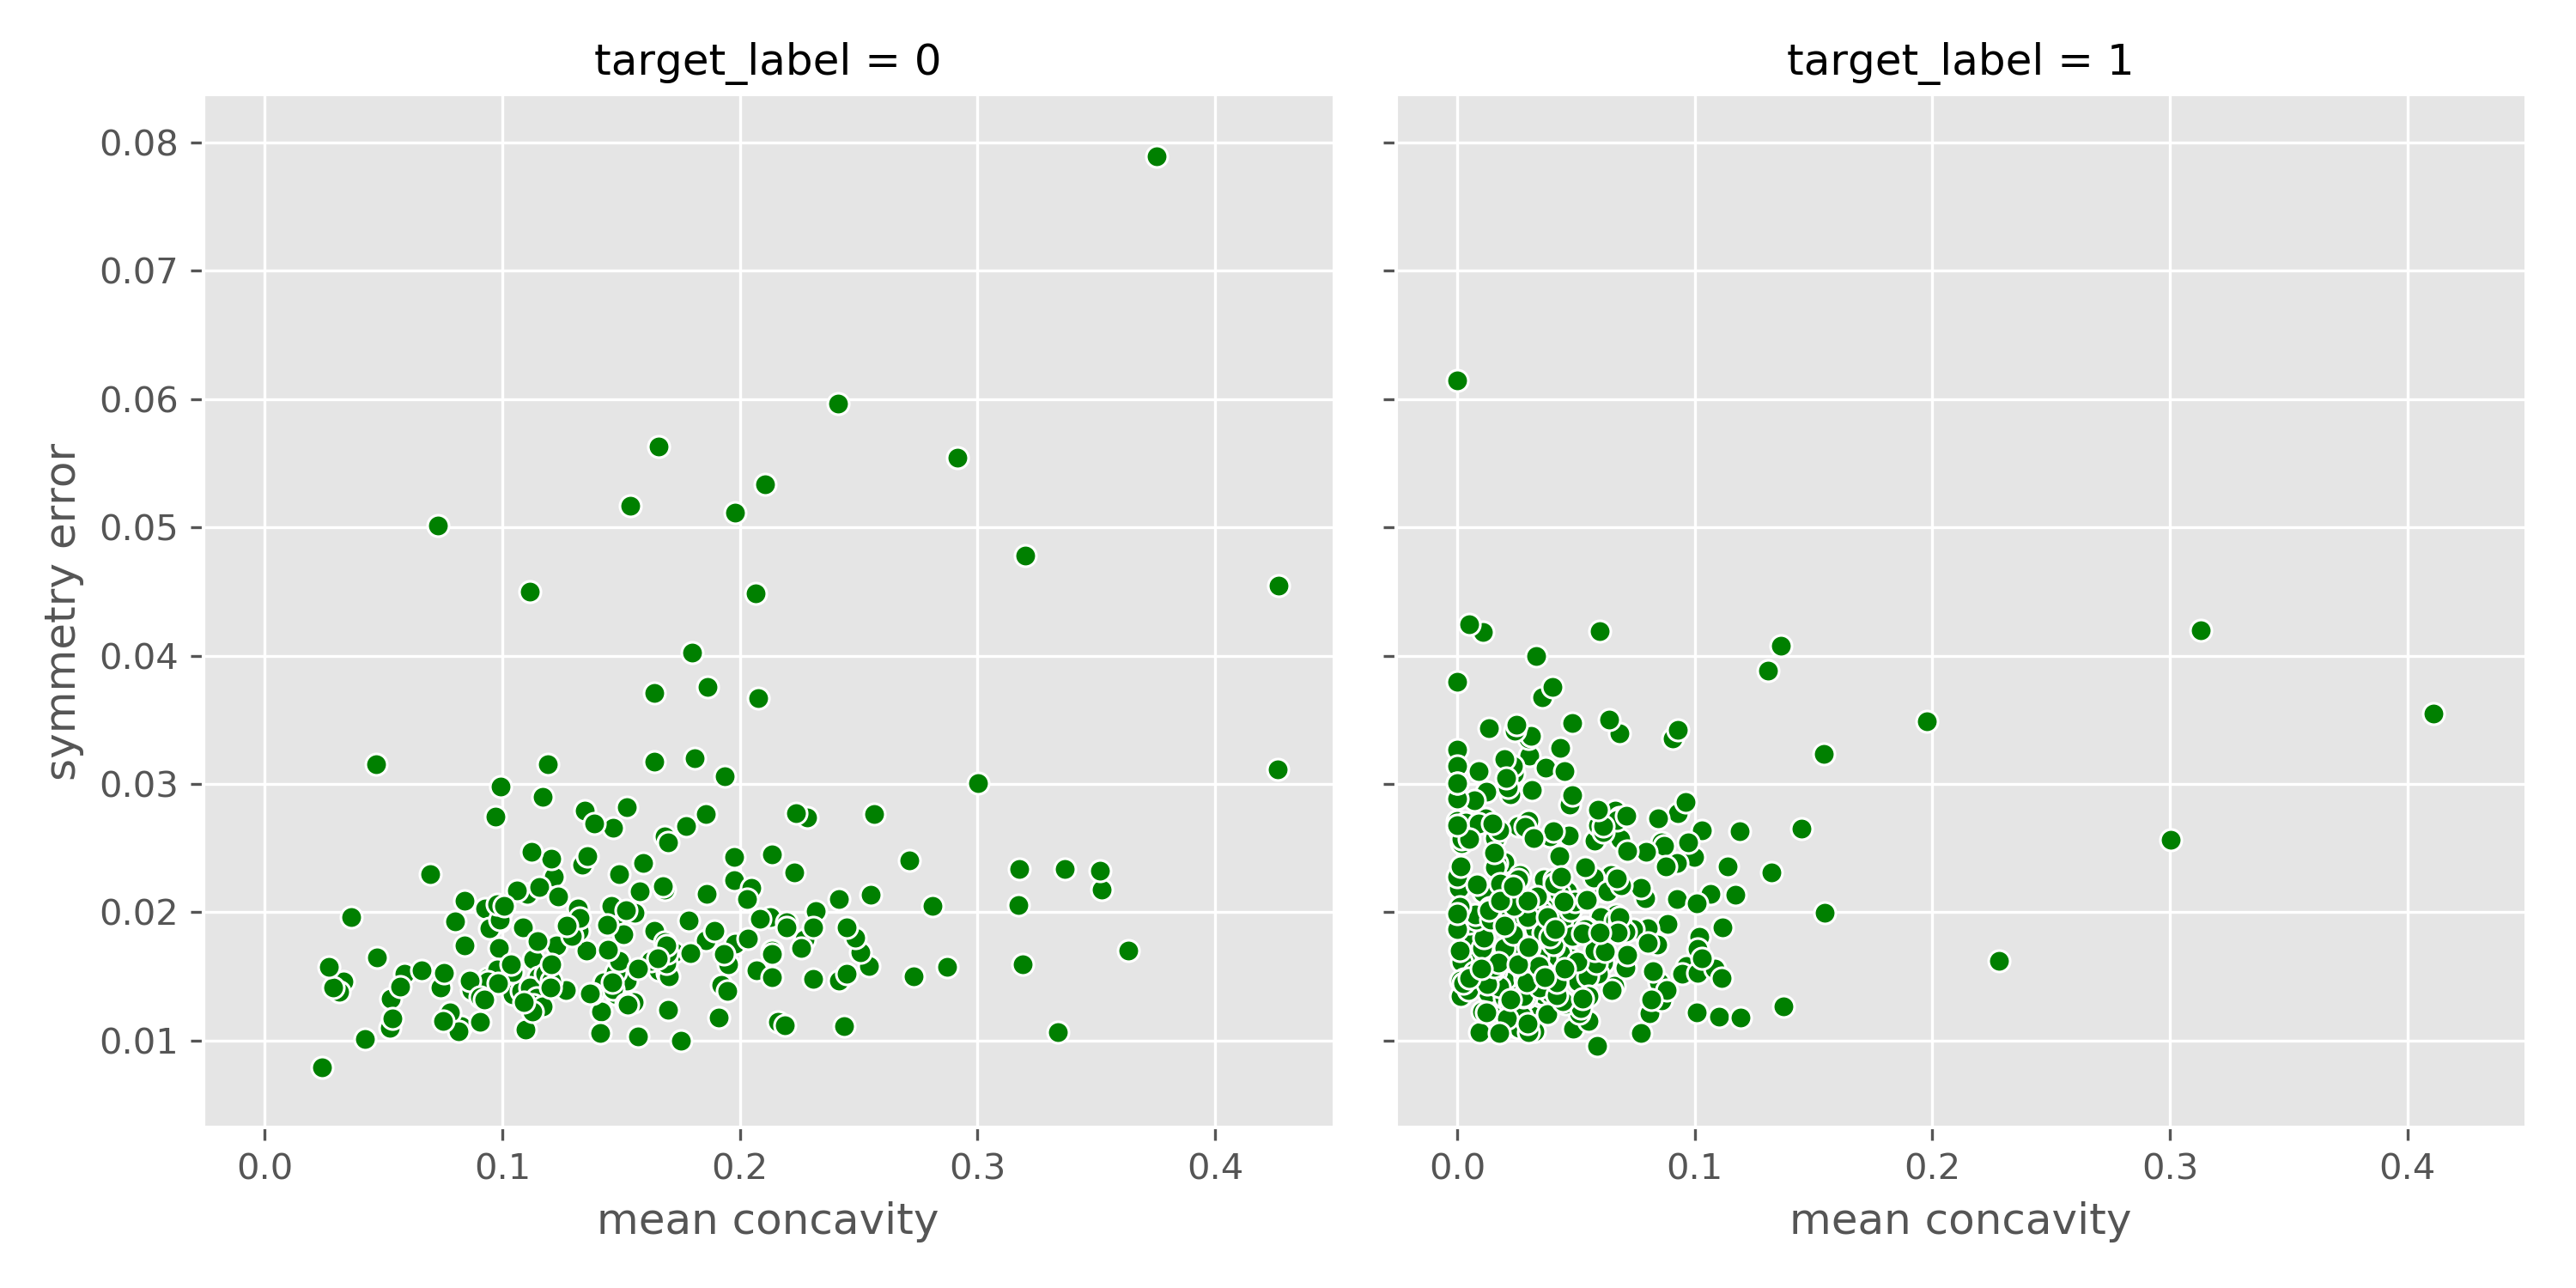 target_label = 0
target_label = 1
0.08
0.07
0.06
0.05
0.04
0.03
0.02
0.01
symmetry error
0.0 0.1 0.2 0.3 0.4
0.0 0.1 0.2 0.3 0.4
mean concavity
mean concavity